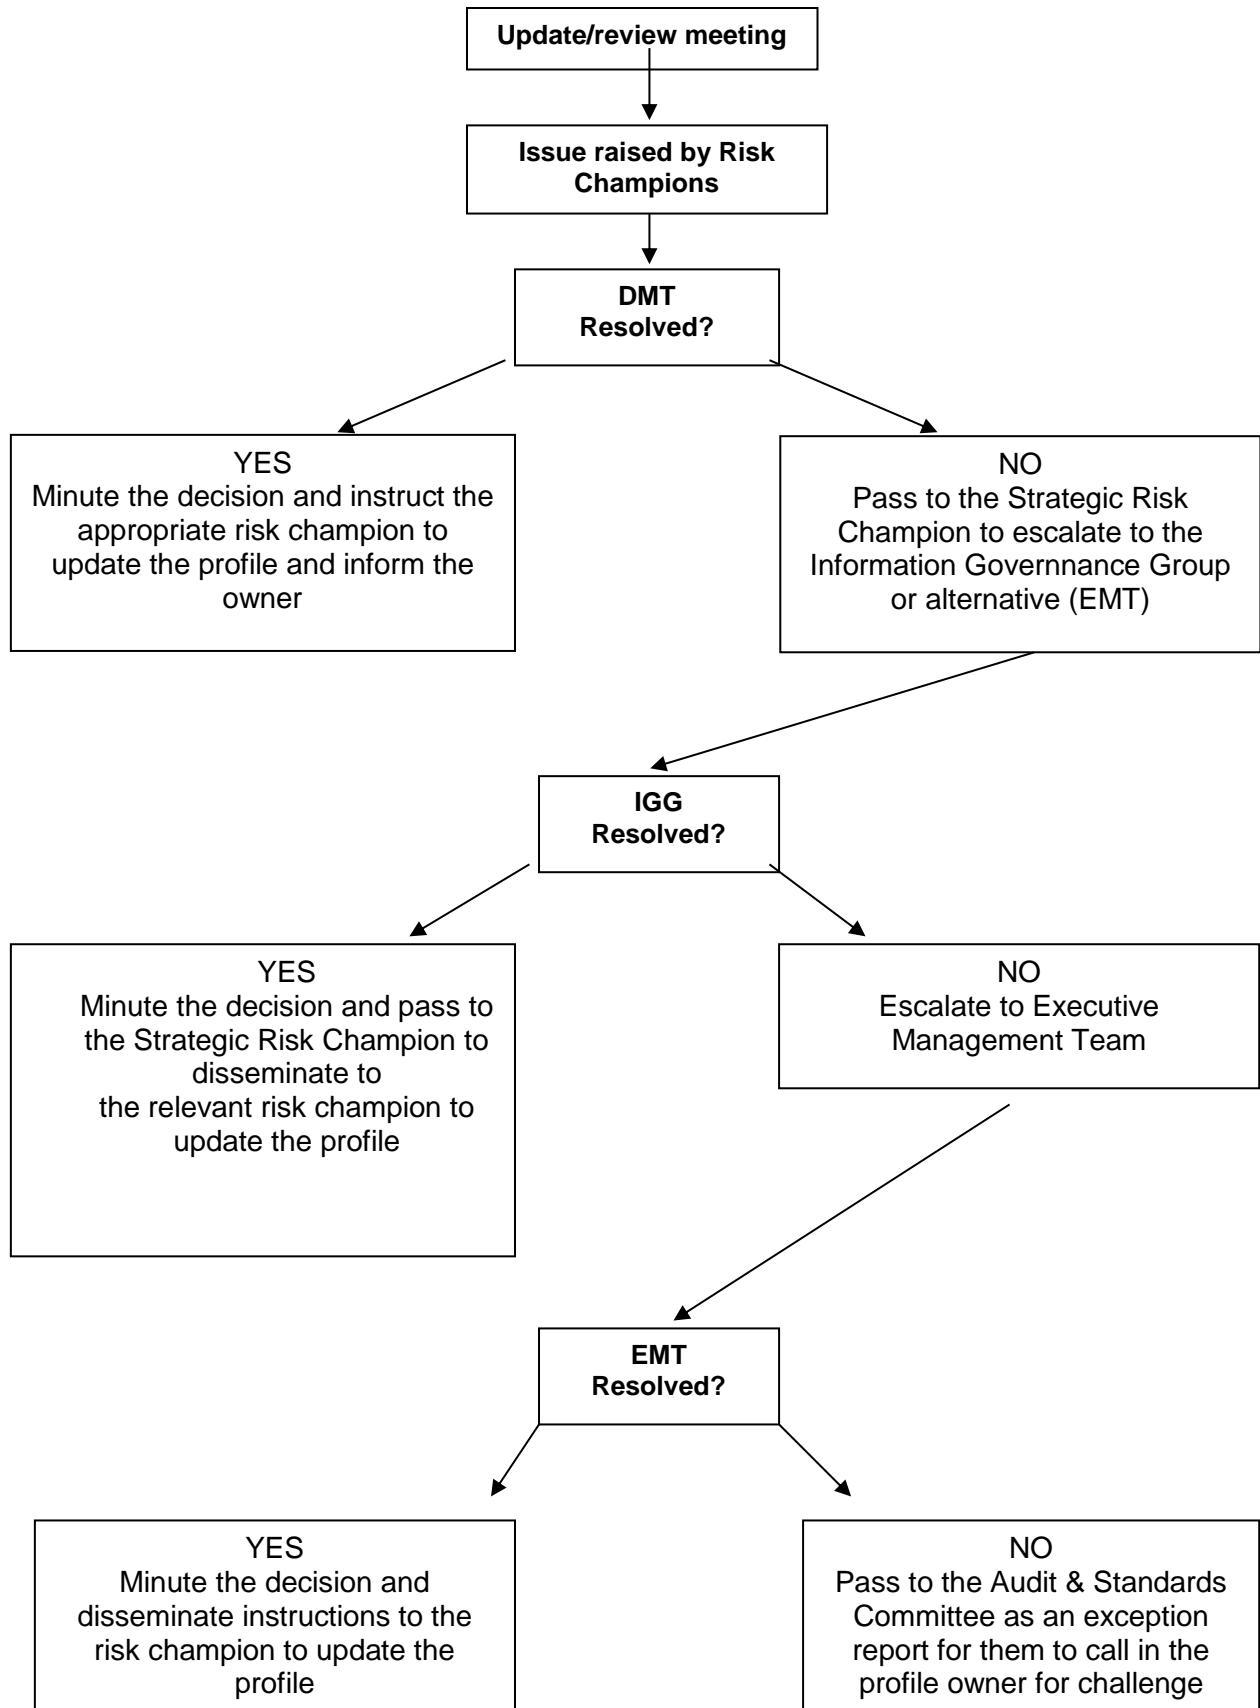 Update/review meeting
Issue raised by Risk
Champions
DMT
Resolved?
YES
Minute the decision and instruct the
appropriate risk champion to
update the profile and inform the
owner
NO
Pass to the Strategic Risk
Champion to escalate to the
Information Governnance Group
or alternative (EMT)
IGG
Resolved?
YES
Minute the decision and pass to
the Strategic Risk Champion to
disseminate to
the relevant risk champion to
update the profile
NO
Escalate to Executive
Management Team
EMT
Resolved?
YES
Minute the decision and
disseminate instructions to the
risk champion to update the
profile
NO
Pass to the Audit & Standards
Committee as an exception
report for them to call in the
profile owner for challenge